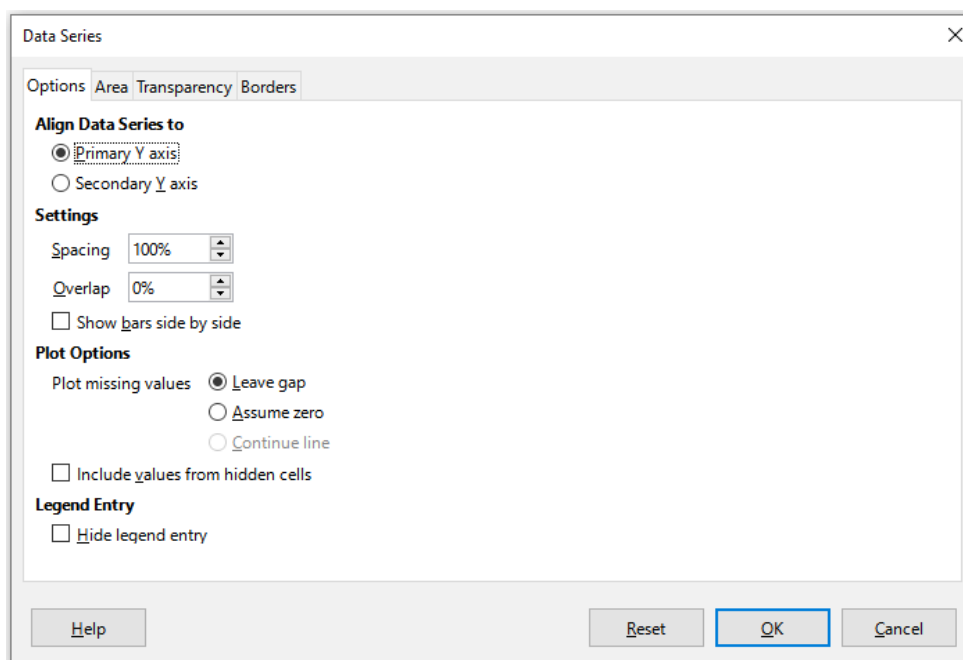 Data Series
Options Area Transparency Borders
Align Data Series to
Primary Y axis
Secondary Y axis
Settings
Spacing 100%
Overlap 0%
Show bars side by side
Plot Options
Plot missing values Leave gap
Assume zero
Continue line
Include values from hidden cells
Legend Entry
Hide legend entry
Help Reset OK Cancel